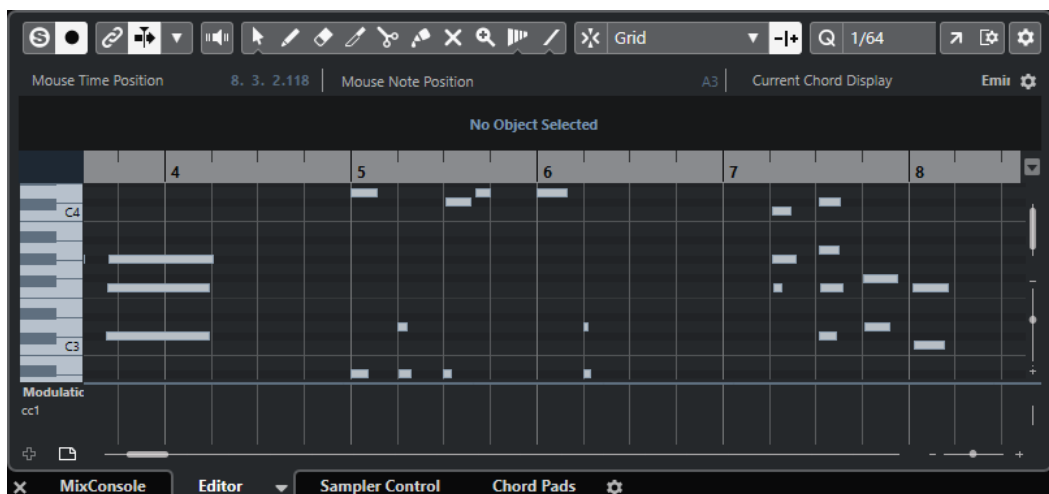 S Grid Q 1/64
Mouse Time Position 8. 3. 2.118 Mouse Note Position A3 Current Chord Display Emi
No Object Selected
4 5 6 7 8
C4
C3
Modulatic
cc1
MixConsole Editor Sampler Control Chord Pads